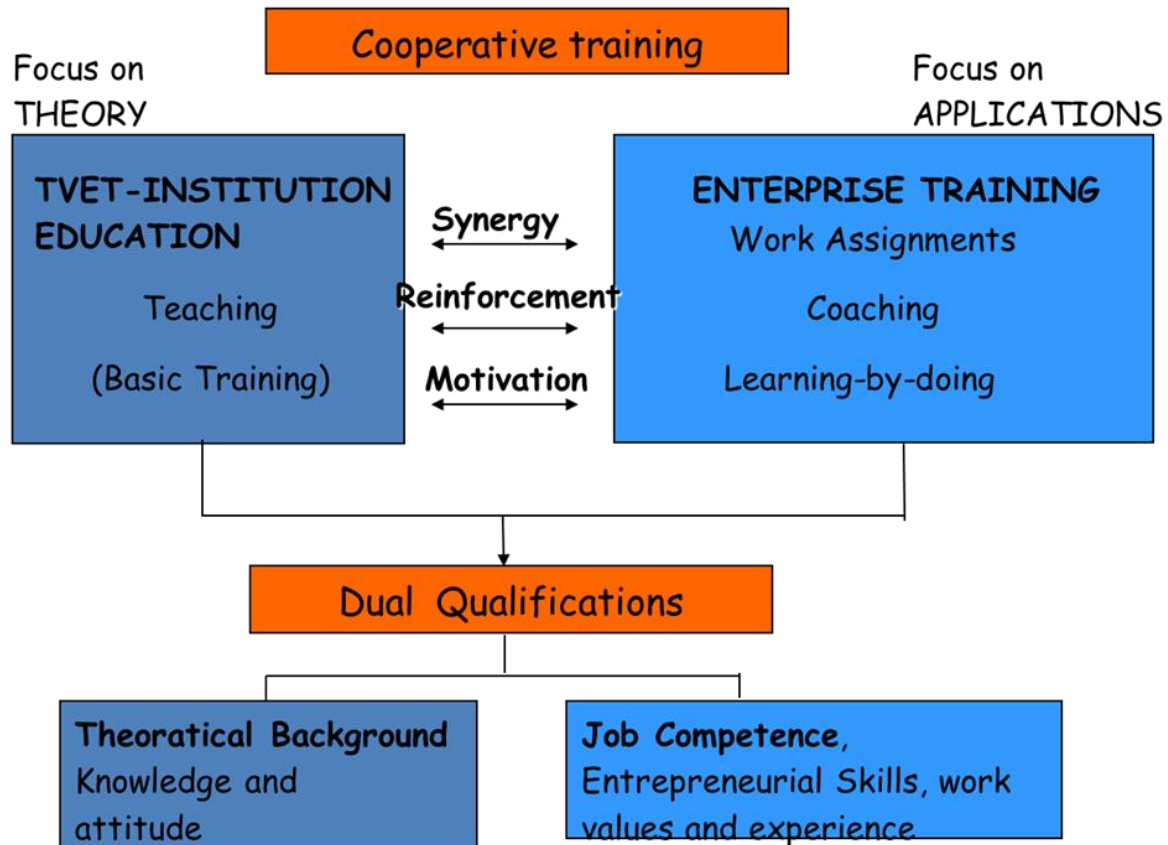 Cooperative training
Focus on
THEORY
Focus on
APPLICATIONS
TVET-INSTITUTION
EDUCATION
Teaching
(Basic Training)
Synergy
Reinforcement
Motivation
ENTERPRISE TRAINING
Work Assignments
Coaching
Learning-by-doing
Dual Qualifications
Theoratical Background
Knowledge and
attitude
Job Competence,
Entrepreneurial Skills, work
values and experience